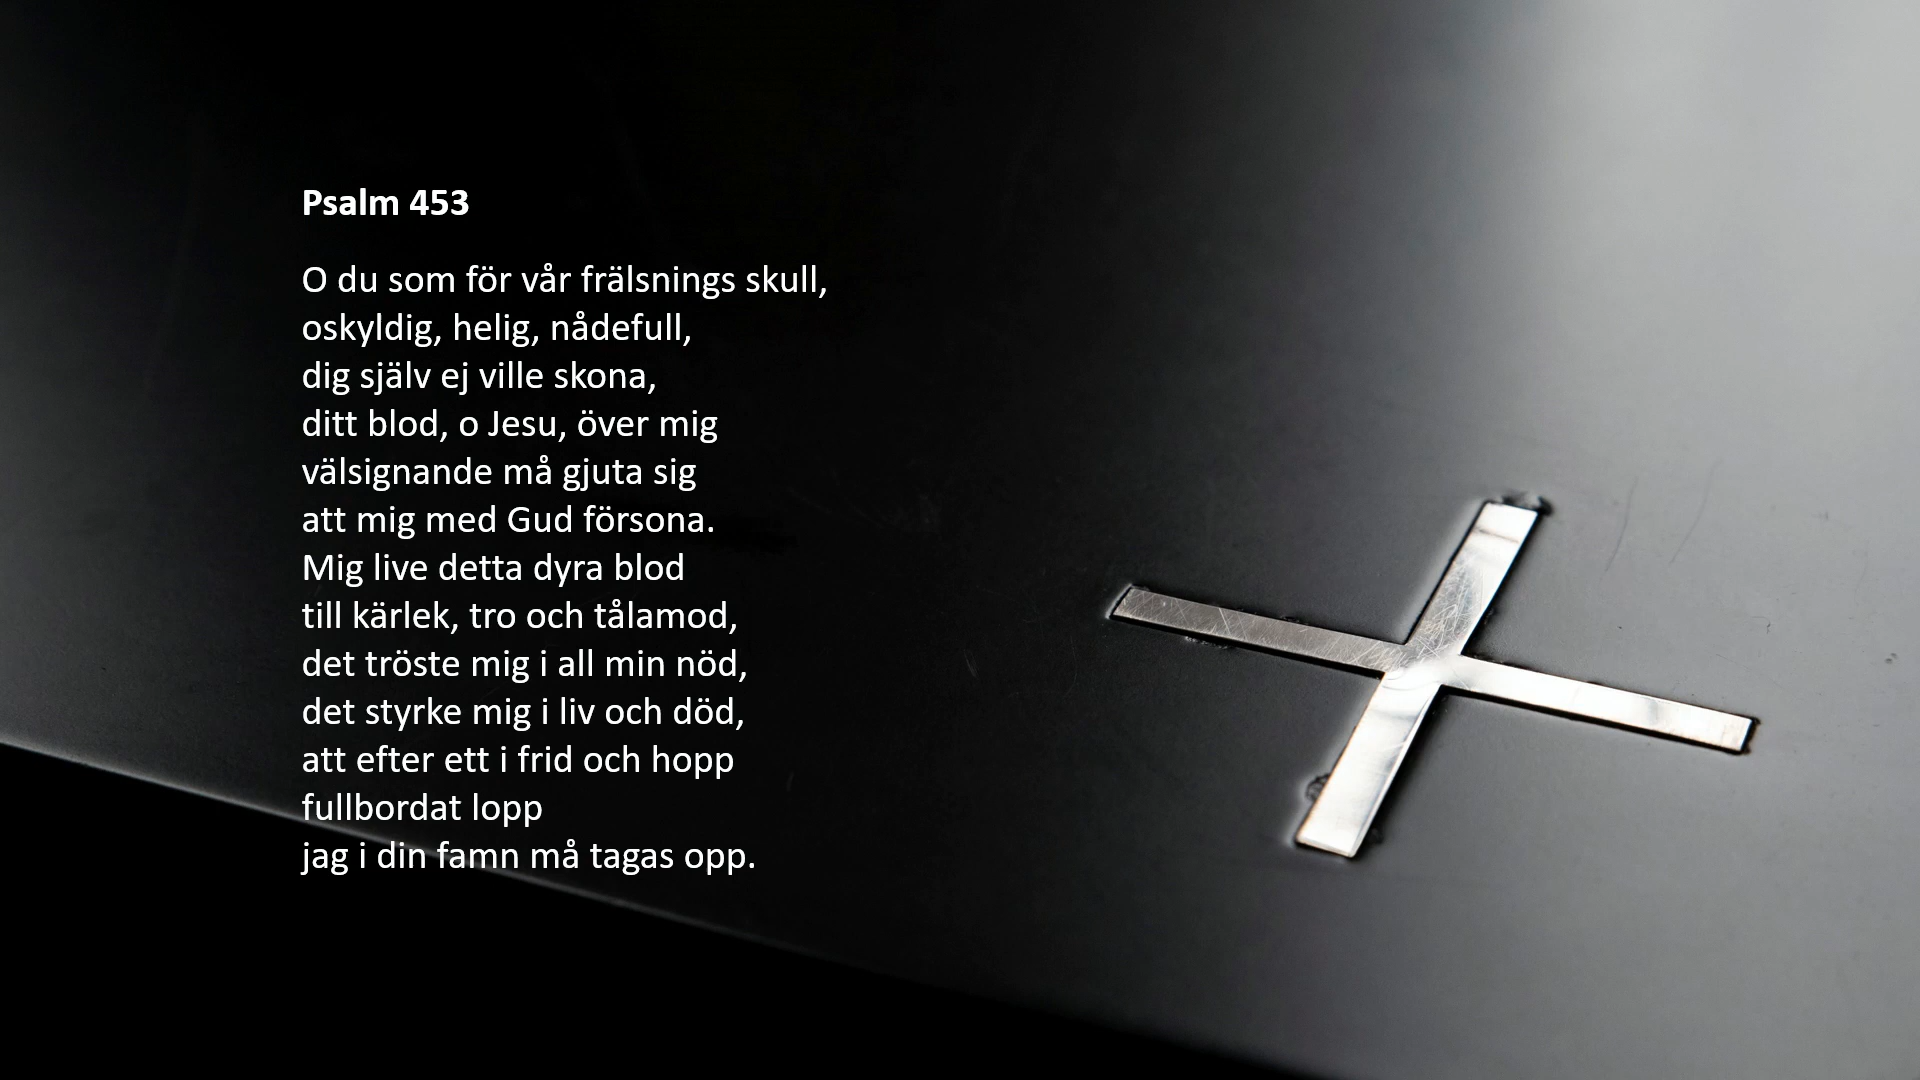 Psalm 453
O du som för vår frälsnings skull,
oskyldig, helig, nådefull,
dig själv ej ville skona,
ditt blod, o Jesu, över mig
välsignande må gjuta sig
att mig med Gud försona.
Mig live detta dyra blod
till kärlek, tro och tålamod,
det tröste mig i all min nöd,
det styrke mig i liv och död,
att efter ett i frid och hopp
fullbordat lopp
jag i din famn må tagas opp.